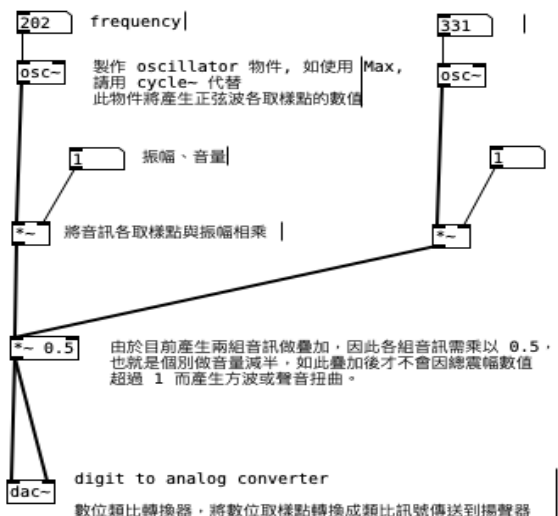 202 frequency 331
osc~ 製作 oscillator 物件, 如使用 Max, osc~
請用 cycle~ 代替
此物件將產生正弦波各取樣點的數值
1 振幅、音量 1
*~ 將音訊各取樣點與振幅相乘 *~
*~ 0.5 由於目前產生兩組音訊做疊加，因此各組音訊需乘以 0.5，
也就是個別做音量減半，如此疊加後才不會因總震幅數值
超過 1 而產生方波或聲音扭曲。
digit to analog converter
dac~
數位類比轉換器，將數位取樣點轉換成類比訊號傳送到揚聲器